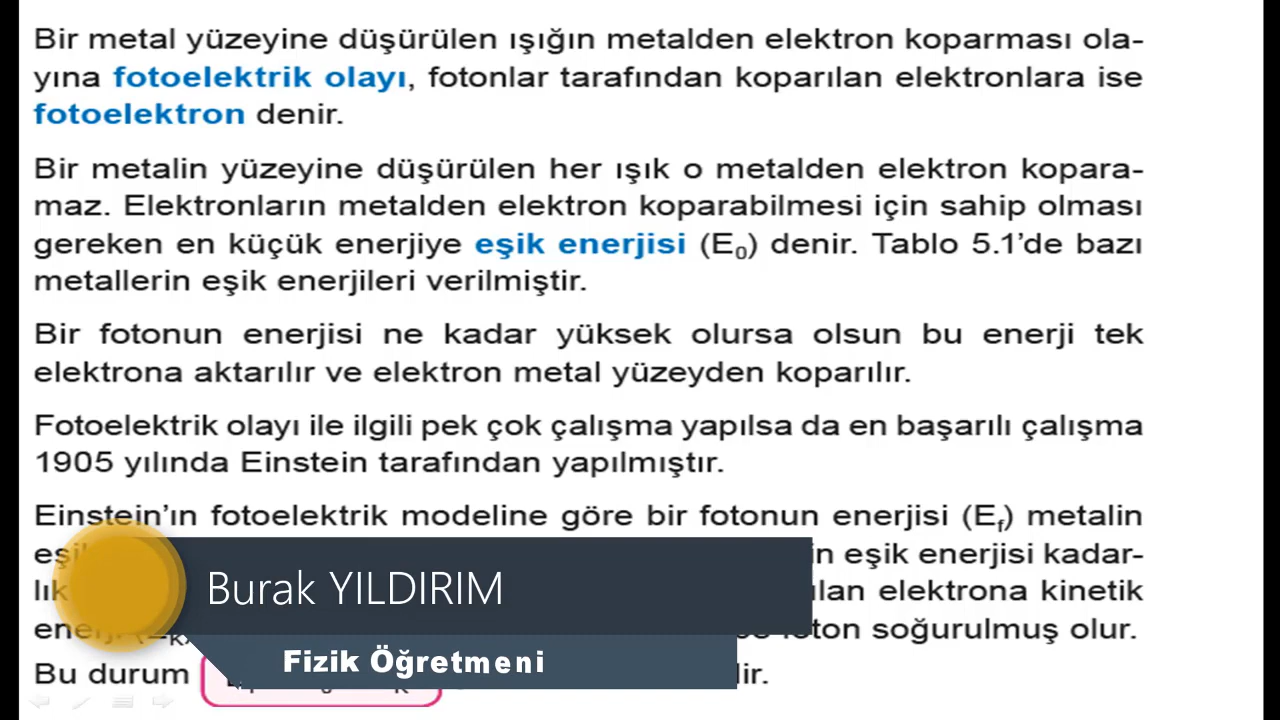 Bir metal yüzeyine düşürülen ışığın metalden elektron koparması ola-
yına fotoelektrik olayı, fotonlar tarafından koparılan elektronlara ise
fotoelektron denir.
Bir metalin yüzeyine düşürülen her ışık o metalden elektron kopara-
maz. Elektronların metalden elektron koparabilmesi için sahip olması
gereken en küçük enerjiye eşik enerjisi (E₀) denir. Tablo 5.1’de bazı
metallerin eşik enerjileri verilmiştir.
Bir fotonun enerjisi ne kadar yüksek olursa olsun bu enerji tek
elektrona aktarılır ve elektron metal yüzeyden koparılır.
Fotoelektrik olayı ile ilgili pek çok çalışma yapılsa da en başarılı çalışma
1905 yılında Einstein tarafından yapılmıştır.
Einstein’ın fotoelektrik modeline göre bir fotonun enerjisi (E_f) metalin
eşik enerjisi kadar-
elektrona kinetik
soğurulmuş olur.
Bu durum
Burak YILDIRIM
Fizik Öğretmeni